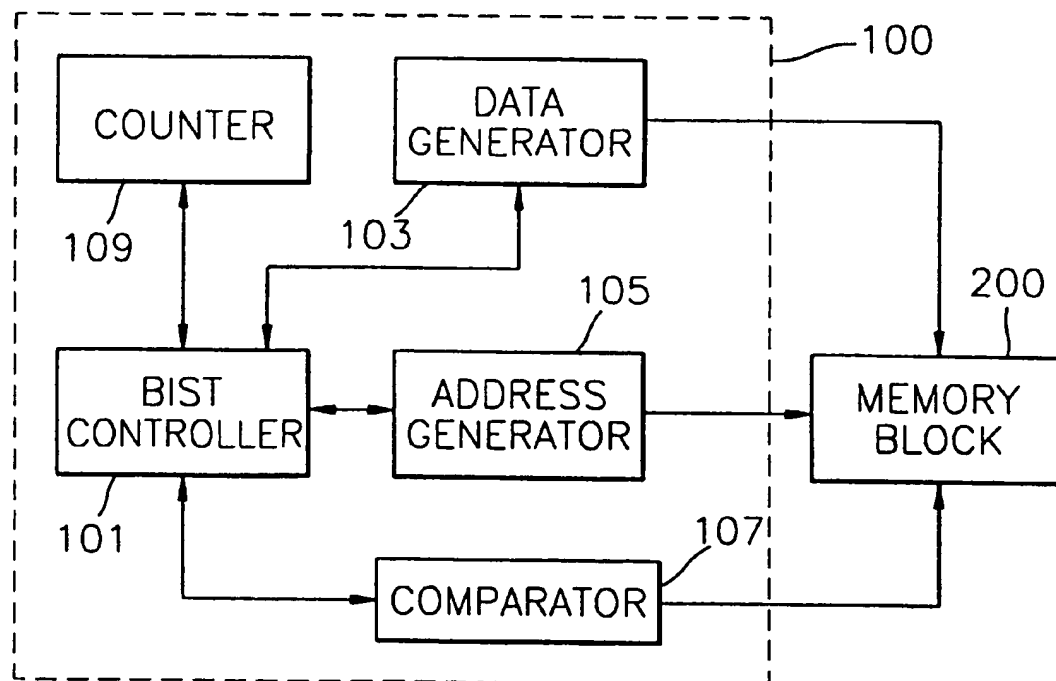 100
COUNTER
DATA
GENERATOR
109
103
105
200
BIST
CONTROLLER
ADDRESS
GENERATOR
MEMORY
BLOCK
101
107
COMPARATOR